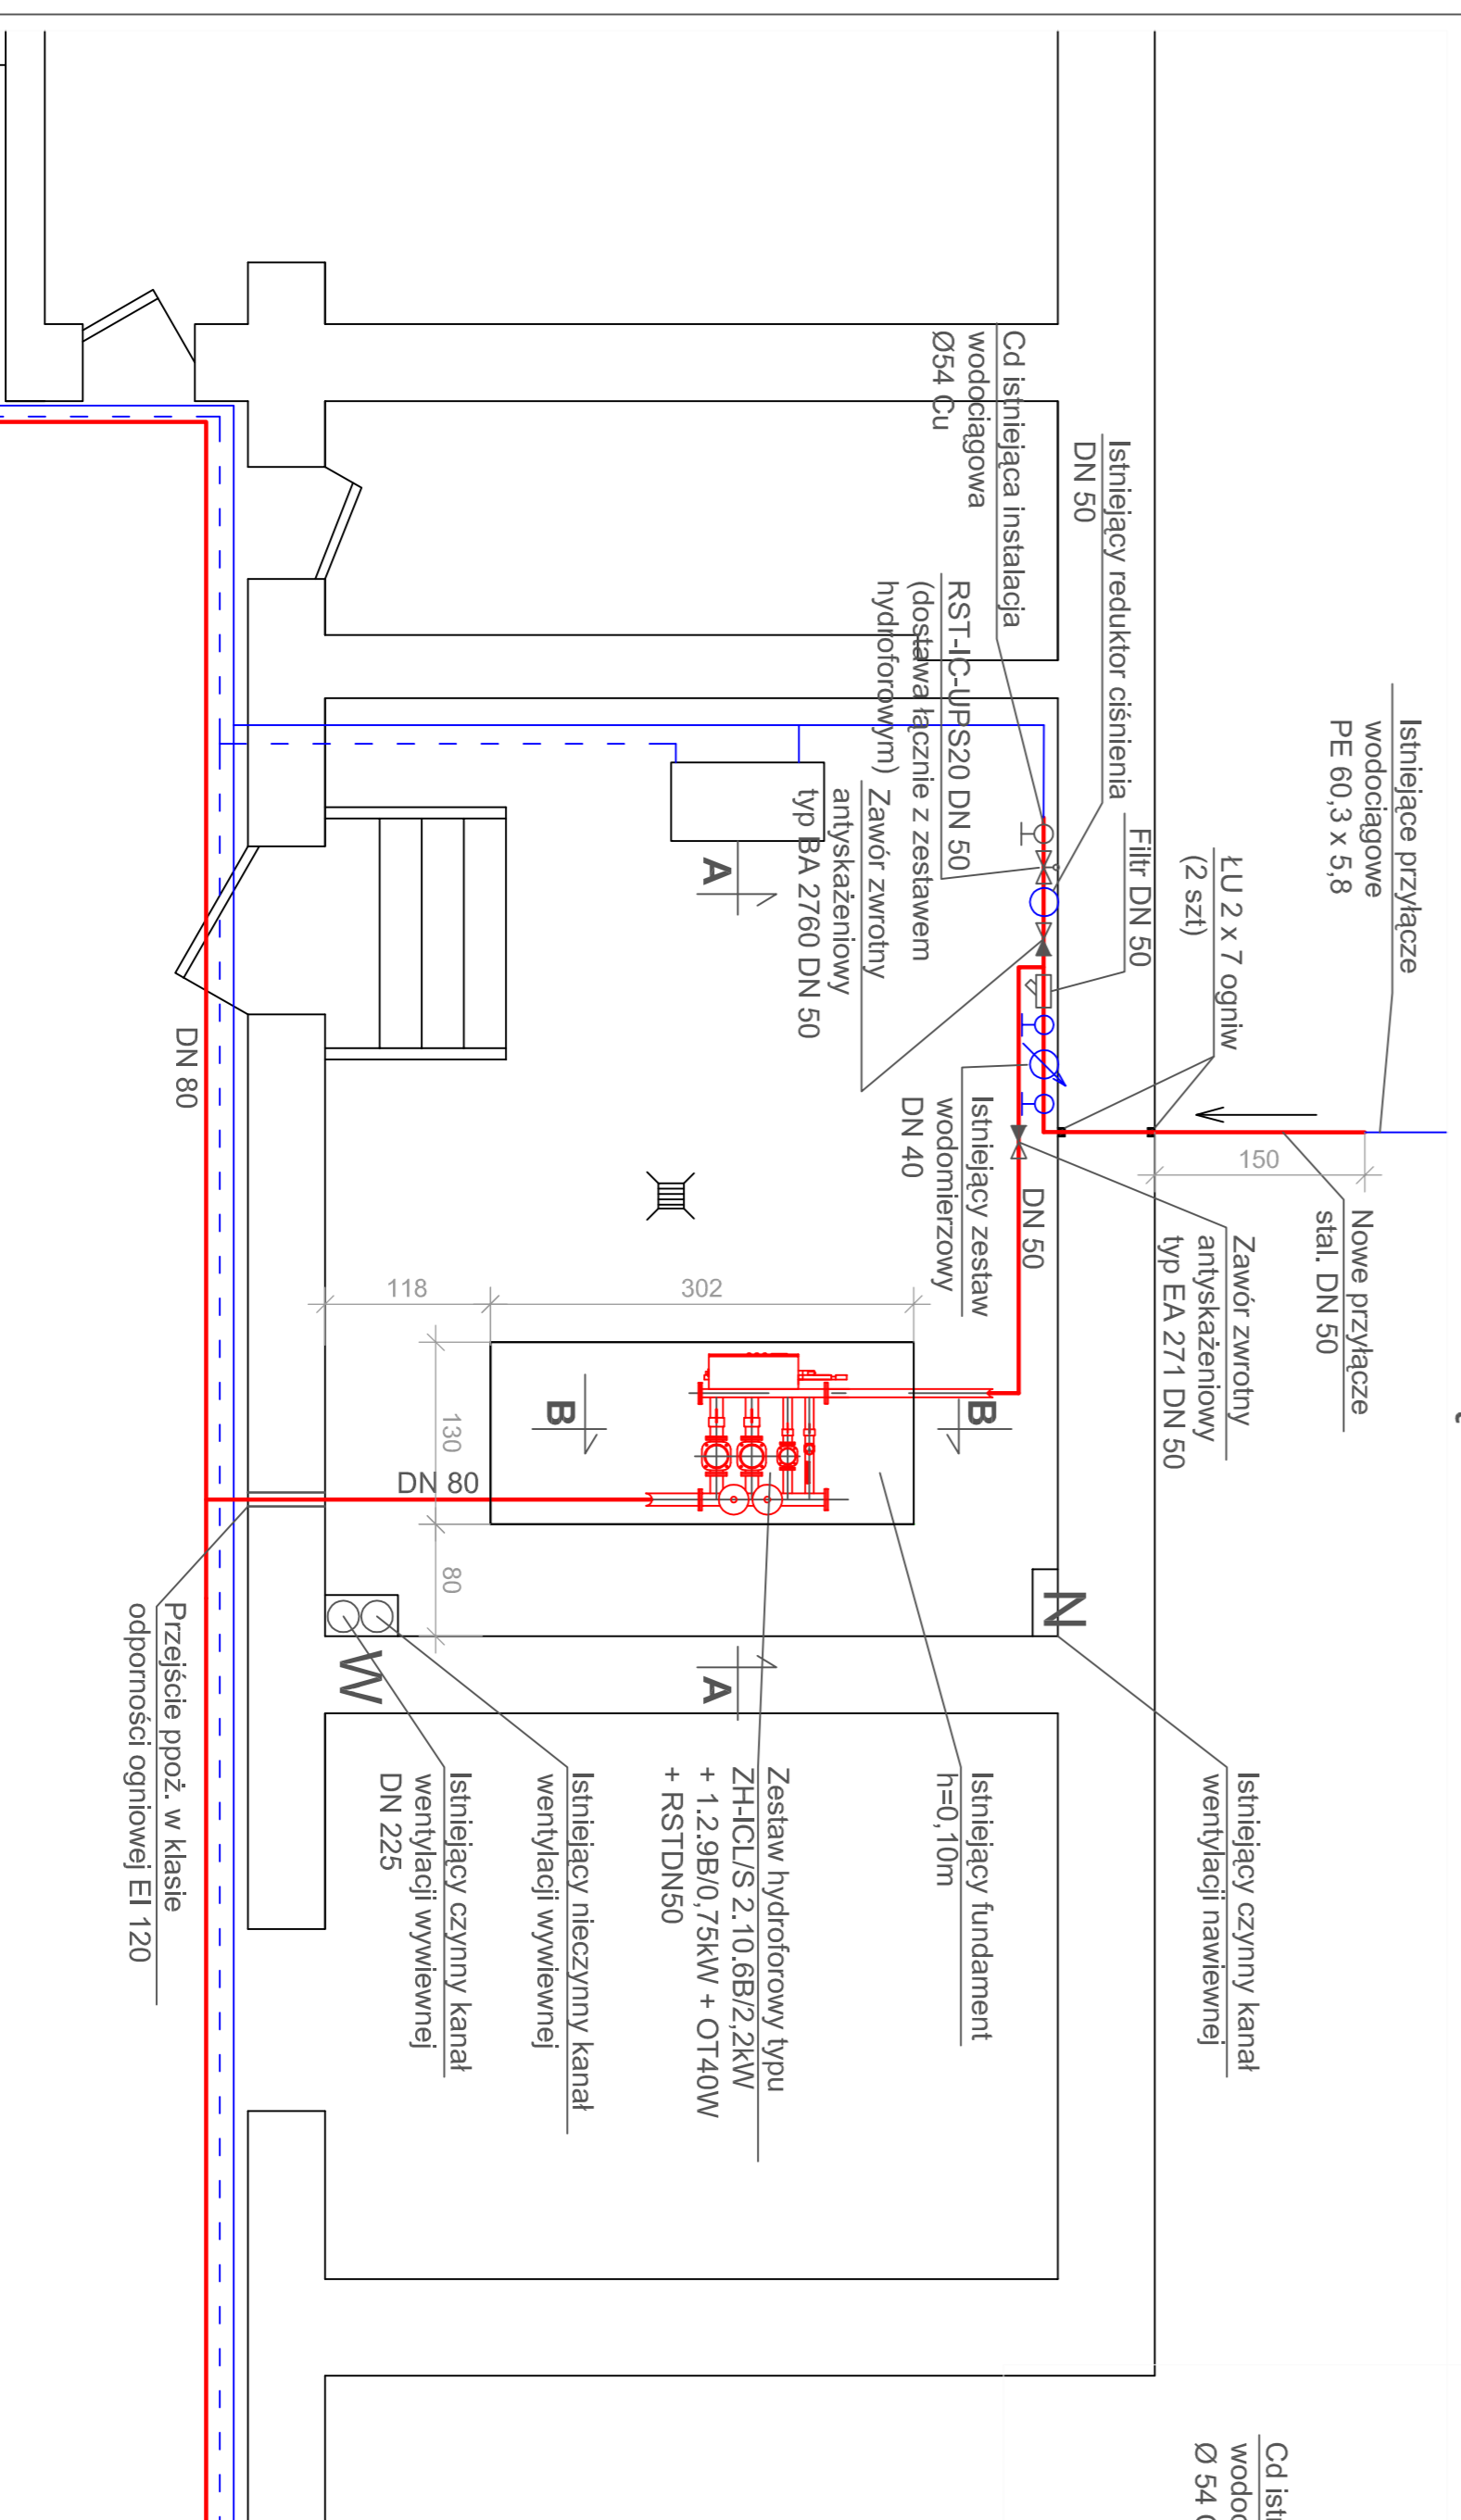 Istniejące przyłącze
wodociągowe
PE 60,3 x 5,8
ŁU 2 x 7 ogniw
(2 szt)
Filtr DN 50
Istniejący reduktor ciśnienia
DN 50
Cd istniejąca instalacja
wodociągowa
Ø54 Cu
RST-IC-UPS20 DN 50
(dostawa łącznie z zestawem
hydroforowym)
Zawór zwrotny
antyskażeniowy
typ BA 2760 DN 50
A
150
Nowe przyłącze
stal. DN 50
Zawór zwrotny
antyskażeniowy
typ EA 271 DN 50
DN 50
Istniejący zestaw
wodomierzowy
DN 40
DN 80
118
302
130
80
B
B
DN 80
N
W
A
Istniejący czynny kanał
wentylacji nawiewnej
Istniejący fundament
h=0,10m
Zestaw hydroforowy typu
ZH-ICL/S 2.10.6B/2,2kW
+ 1.2.9B/0,75kW + OT40W
+ RSTDN50
Istniejący nieczynny kanał
wentylacji wywiewnej
Istniejący czynny kanał
wentylacji wywiewnej
DN 225
Przejście ppoż. w klasie
odporności ogniowej EI 120
Cd ist
Ø 54